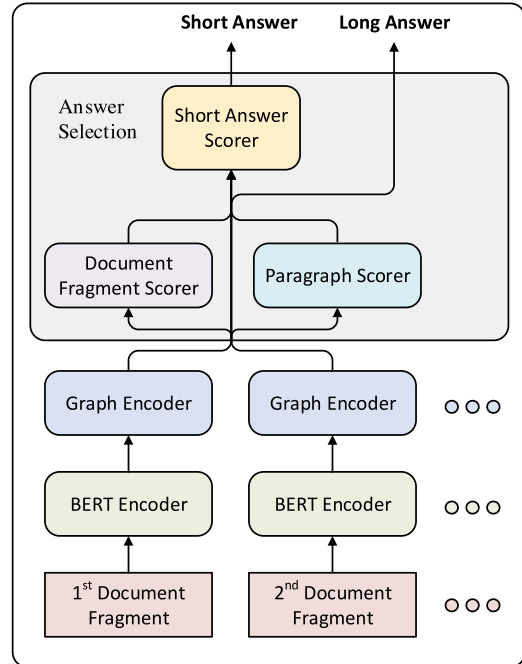 Short Answer
Long Answer
Answer
Selection
Short Answer
Scorer
Document
Fragment Scorer
Paragraph Scorer
Graph Encoder
Graph Encoder
BERT Encoder
BERT Encoder
1st Document
Fragment
2nd Document
Fragment